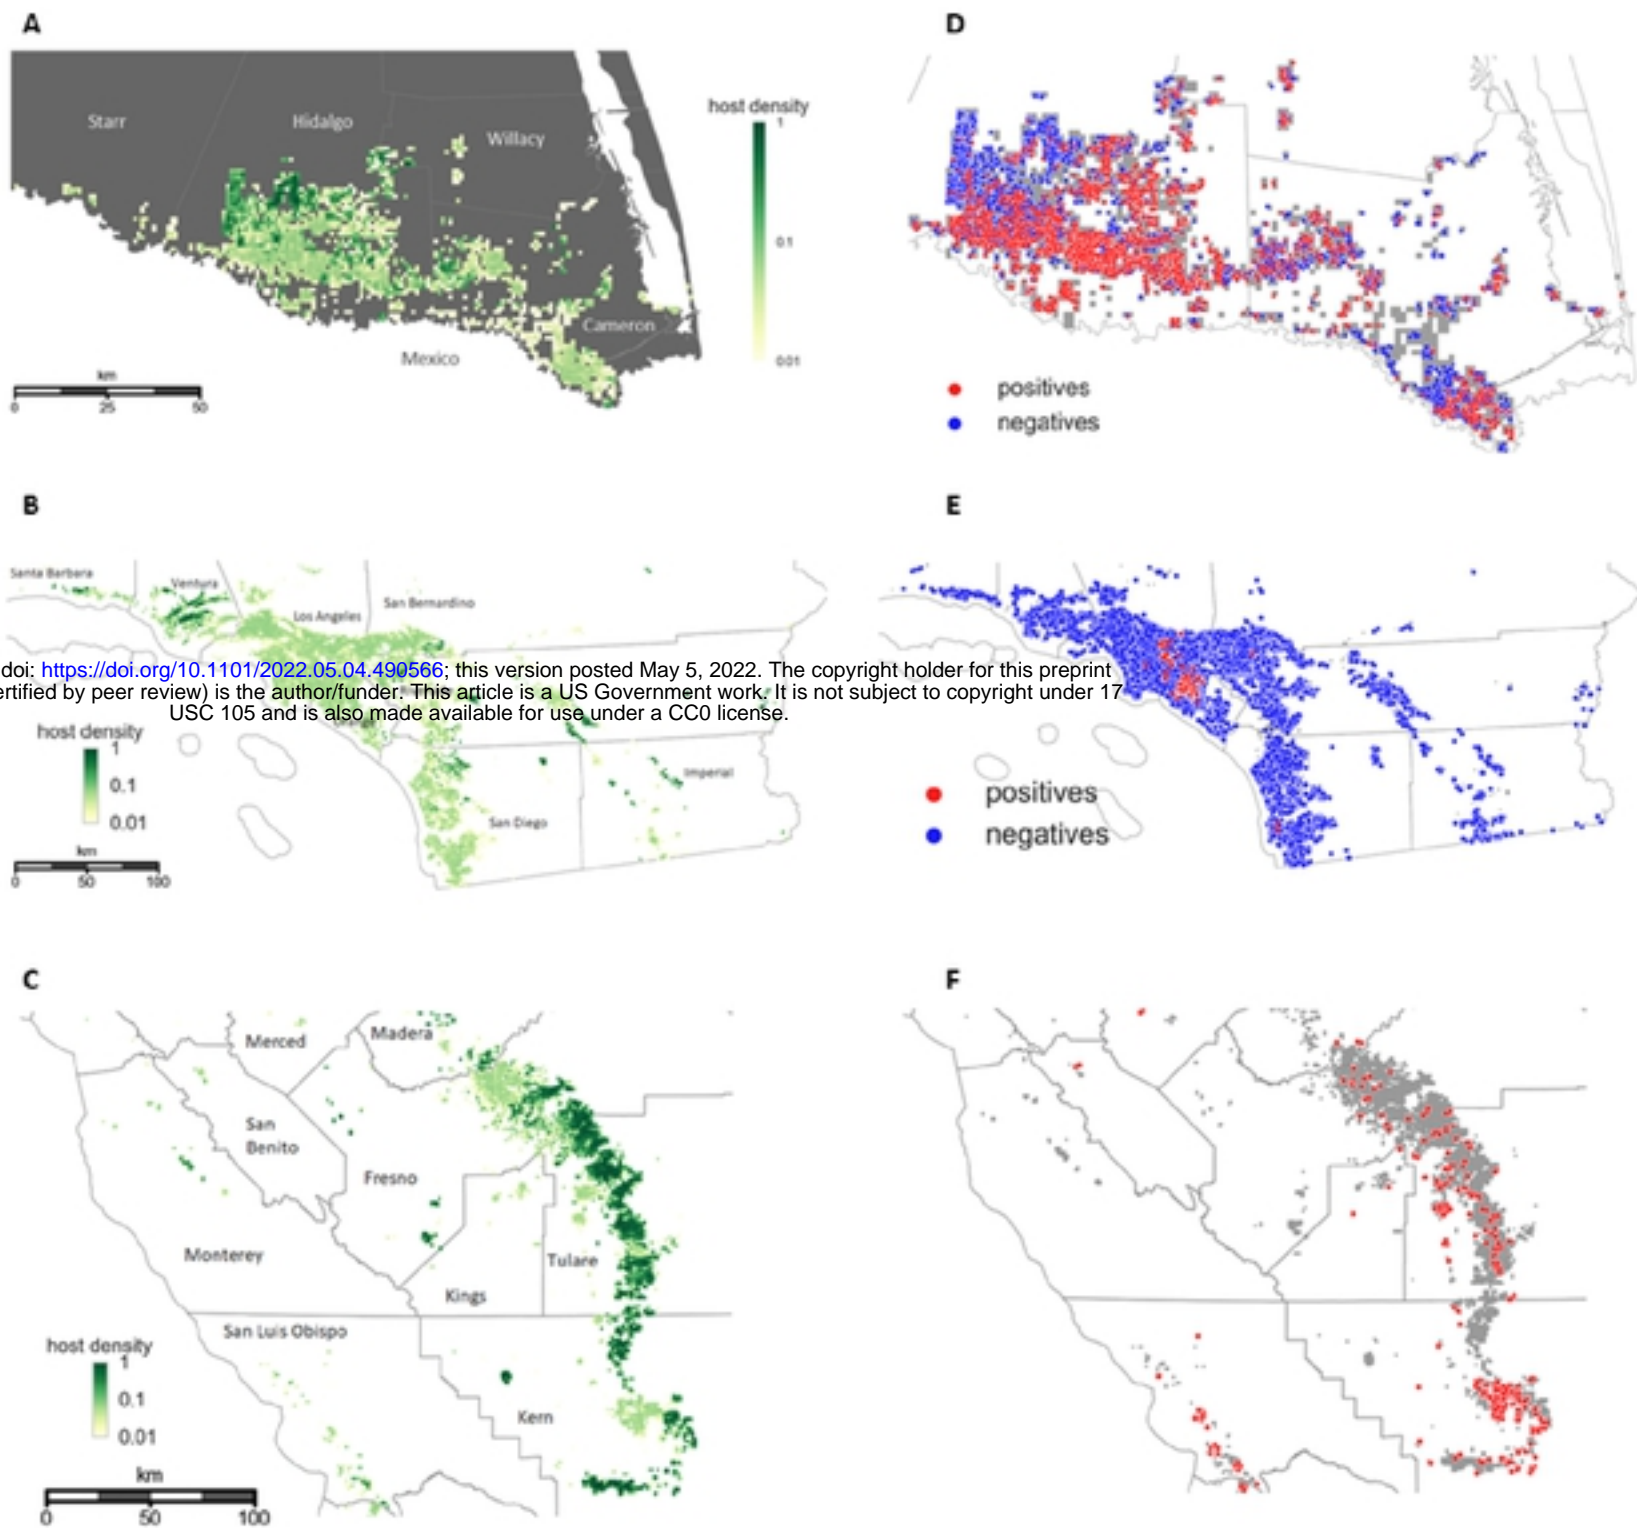 A
D
Starr
Hidalgo
Willacy
Cameron
Mexico
host density
1
0.1
0.01
km
0 25 50
positives
negatives
B
E
Santa Barbara
Ventura
Los Angeles
San Bernardino
doi: https://doi.org/10.1101/2022.05.04.490566; this version posted May 5, 2022. The copyright holder for this preprint
ertified by peer review) is the author/funder. This article is a US Government work. It is not subject to copyright under 17
USC 105 and is also made available for use under a CC0 license.
host density
1
0.1
0.01
Imperial
San Diego
km
0 50 100
positives
negatives
C
F
Merced
Madera
San
Benito
Fresno
Monterey
Tulare
Kings
San Luis Obispo
host density
1
0.1
0.01
Kern
km
0 50 100